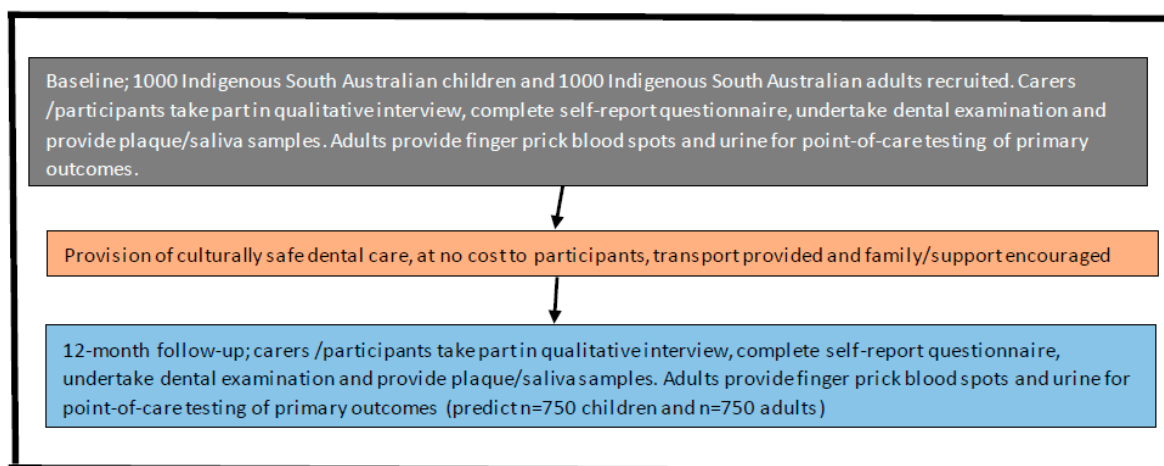 Baseline; 1000 Indigenous South Australian children and 1000 Indigenous South Australian adults recruited. Carers
/participants take part in qualitative interview, complete self-report questionnaire, undertake dental examination and
provide plaque/saliva samples. Adults provide finger prick blood spots and urine for point-of-care testing of primary
outcomes.
Provision of culturally safe dental care, at no cost to participants, transport provided and family/support encouraged
12-month follow-up; carers /participants take part in qualitative interview, complete self-report questionnaire,
undertake dental examination and provide plaque/saliva samples. Adults provide finger prick blood spots and urine for
point-of-care testing of primary outcomes (predict n=750 children and n=750 adults)